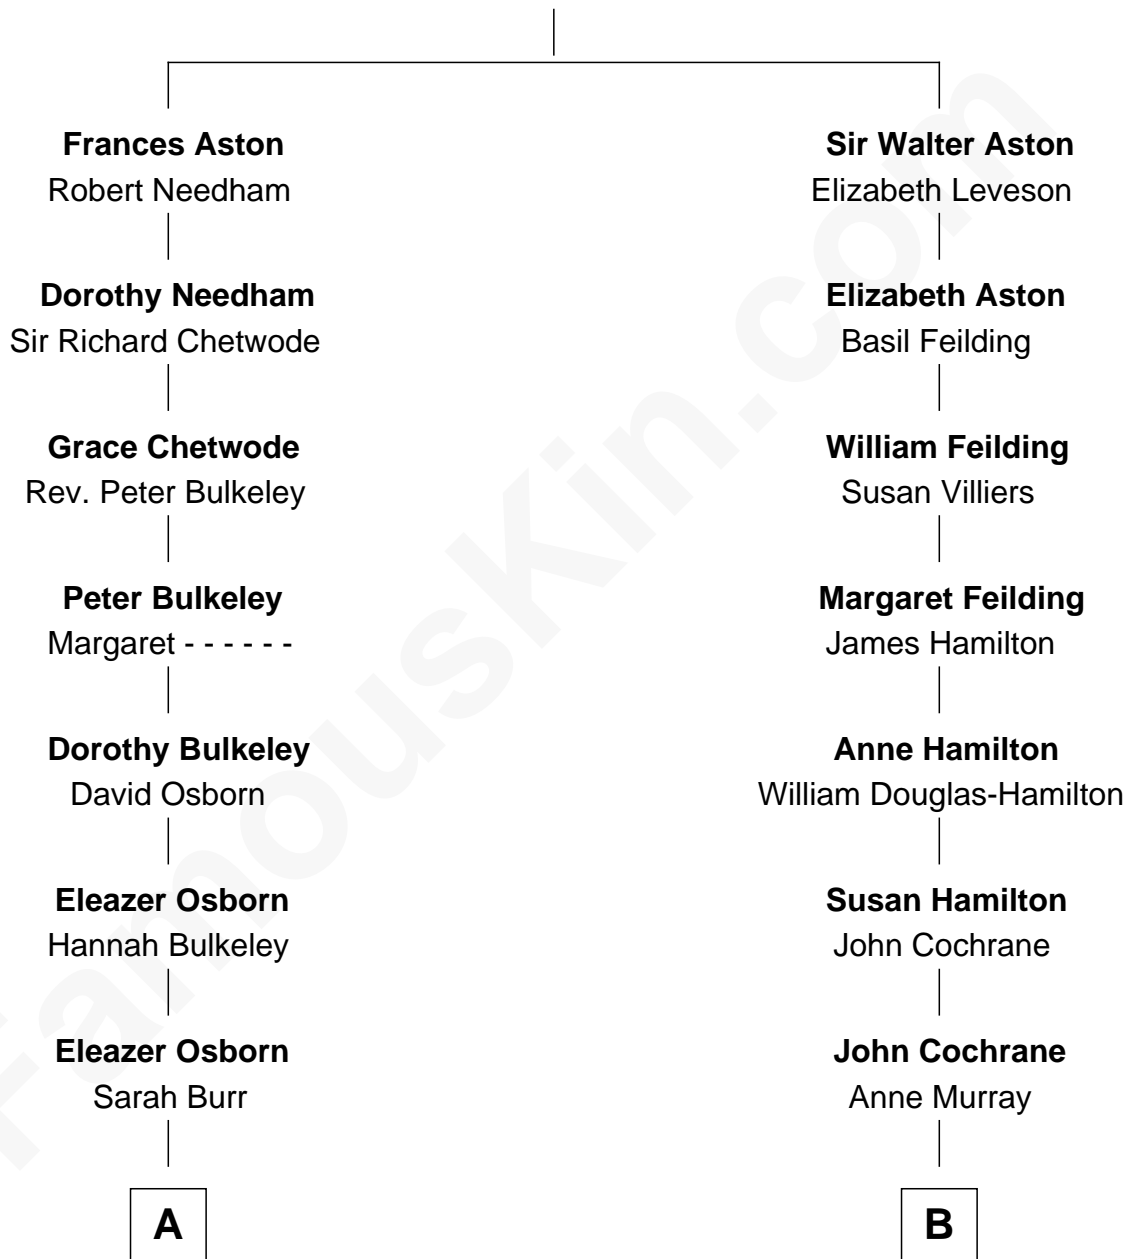 Frances Aston
Robert Needham
Sir Walter Aston
Elizabeth Leveson
Dorothy Needham
Sir Richard Chetwode
Elizabeth Aston
Basil Feilding
Grace Chetwode
Rev. Peter Bulkeley
William Feilding
Susan Villiers
Peter Bulkeley
Margaret - - - - - -
Margaret Feilding
James Hamilton
Dorothy Bulkeley
David Osborn
Anne Hamilton
William Douglas-Hamilton
Eleazer Osborn
Hannah Bulkeley
Susan Hamilton
John Cochrane
Eleazer Osborn
Sarah Burr
John Cochrane
Anne Murray
A
B
FamousKin.com